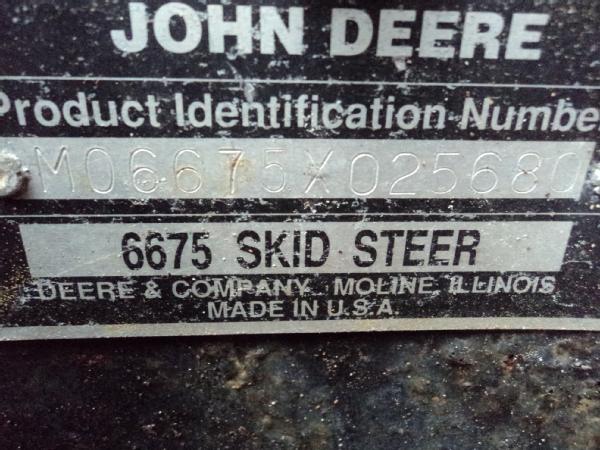 JOHN DEERE
Product Identification Number
M06675X025680
6675 SKID STEER
DEERE & COMPANY MOLINE, ILLINOIS
MADE IN U.S.A.